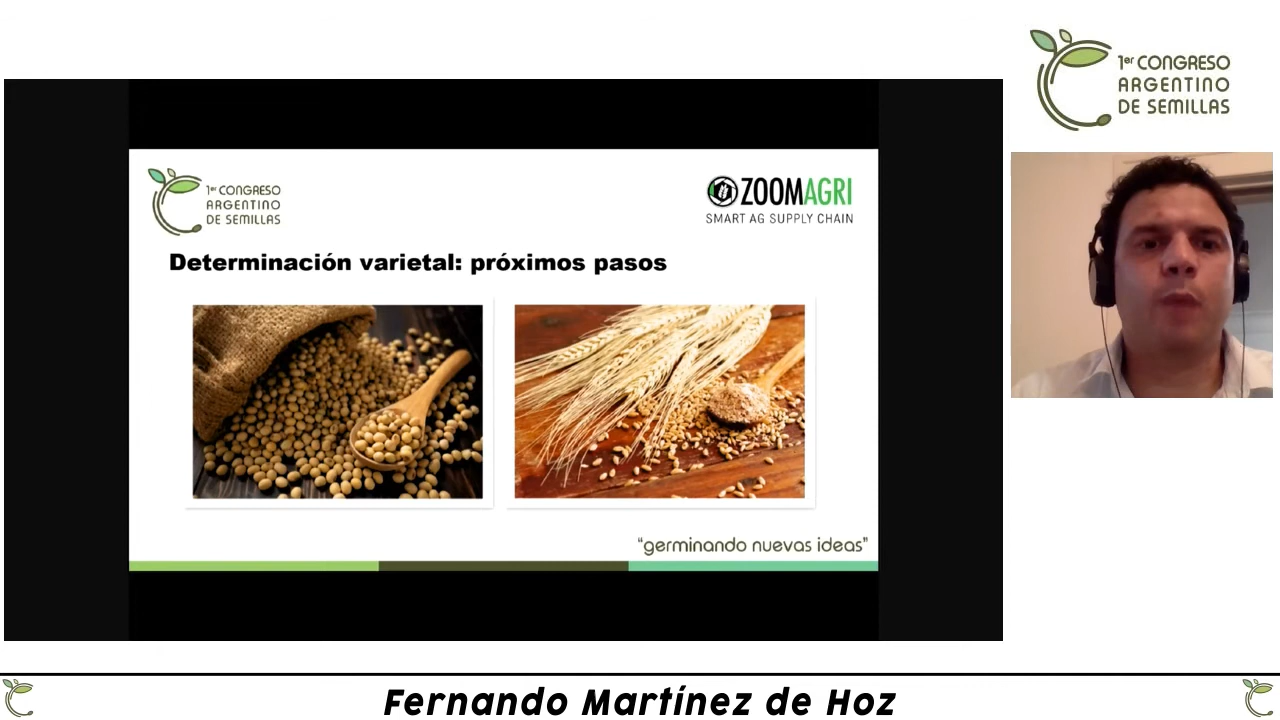 1er CONGRESO
ARGENTINO
DE SEMILLAS
1er CONGRESO
ARGENTINO
DE SEMILLAS
ZOOMAGRI
SMART AG SUPPLY CHAIN
Determinación varietal: próximos pasos
“germinando nuevas ideas”
Fernando Martínez de Hoz